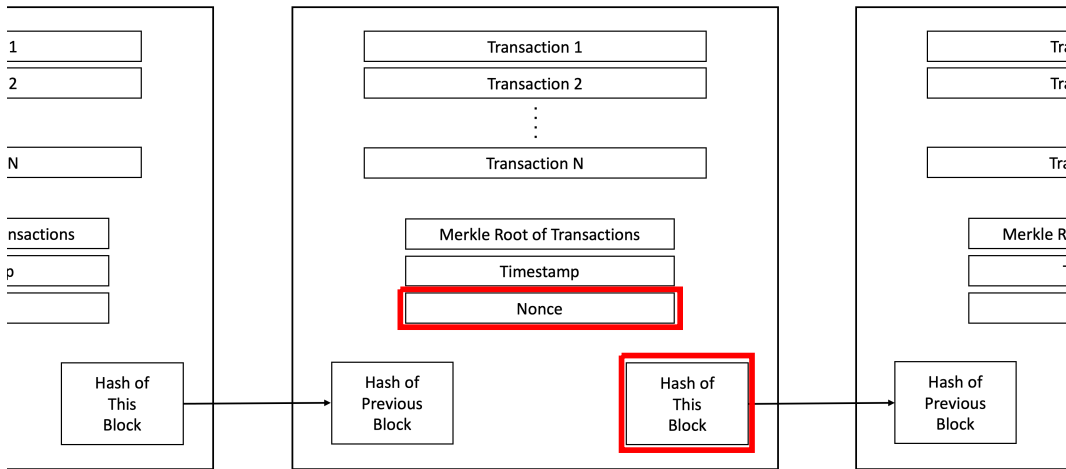 1
2
N
nsactions
p
Hash of
This
Block
Transaction 1
Transaction 2
Transaction N
Merkle Root of Transactions
Timestamp
Nonce
Hash of
Previous
Block
Hash of
This
Block
Tra
Tra
Tra
Merkle R
T
Hash of
Previous
Block